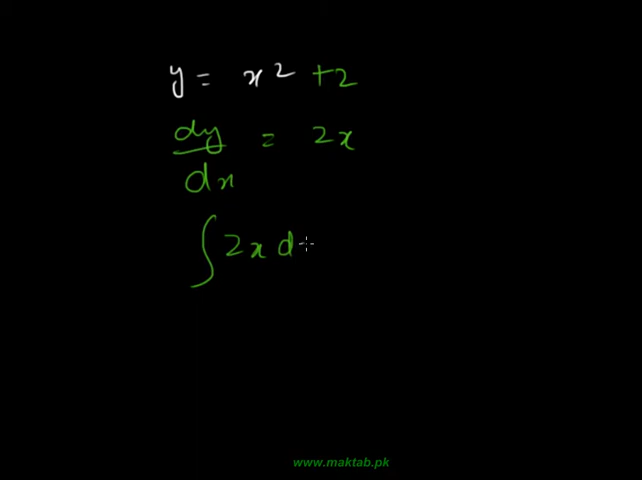 y = x² + 2
dy/dx = 2x
∫ 2x d
www.maktab.pk